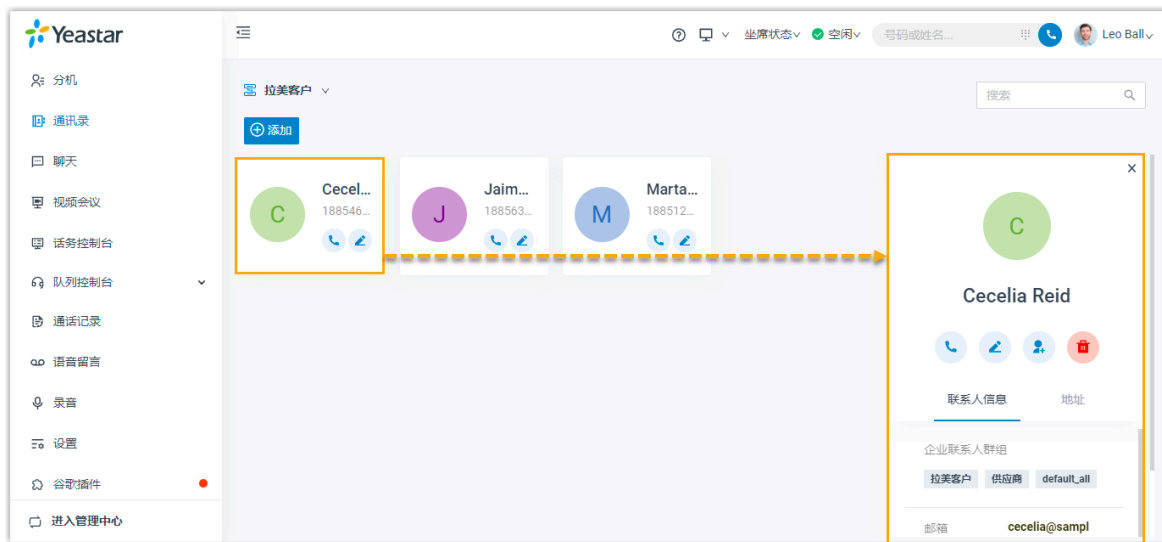 Yeastar
坐席状态
空闲
号码或姓名...
Leo Ball
分机
通讯录
聊天
视频会议
话务控制台
队列控制台
通话记录
语音留言
录音
设置
谷歌插件
进入管理中心
拉美客户
搜索
添加
C
Cecel...
188546...
J
Jaim...
188563...
M
Marta...
188512...
C
Cecelia Reid
联系人信息 地址
企业联系人群组
拉美客户 供应商 default_all
邮箱 cecelia@sampl